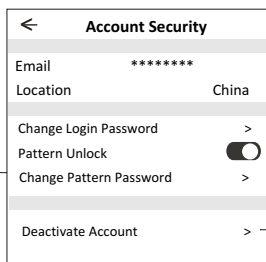 ← Account Security
Email ********
Location China
Change Login Password >
Pattern Unlock
Change Pattern Password >
Deactivate Account >